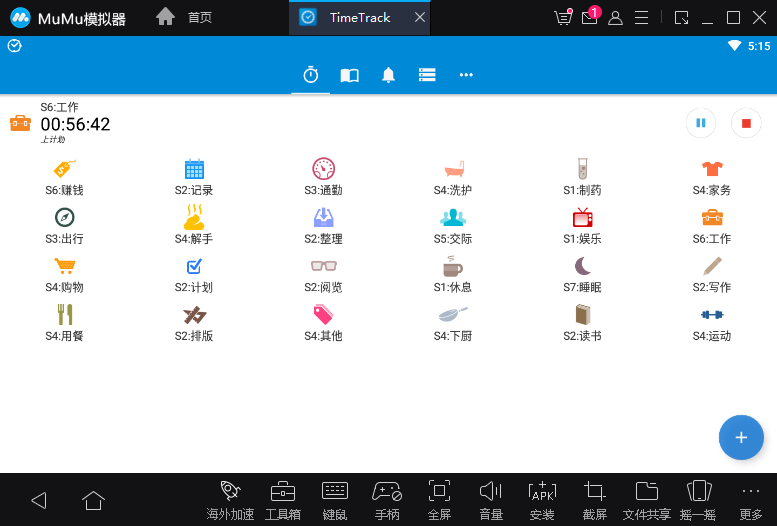 MuMu模拟器 首页 TimeTrack 1
5:15
S6:工作
00:56:42
上计划
S6:赚钱 S2:记录 S3:通勤 S4:洗护 S1:制药 S4:家务
S3:出行 S4:解手 S2:整理 S5:交际 S1:娱乐 S6:工作
S4:购物 S2:计划 S2:阅览 S1:休息 S7:睡眠 S2:写作
S4:用餐 S2:排版 S4:其他 S4:下厨 S2:读书 S4:运动
APK
海外加速 工具箱 键鼠 手柄 全屏 音量 安装 截屏 文件共享 摇一摇 更多